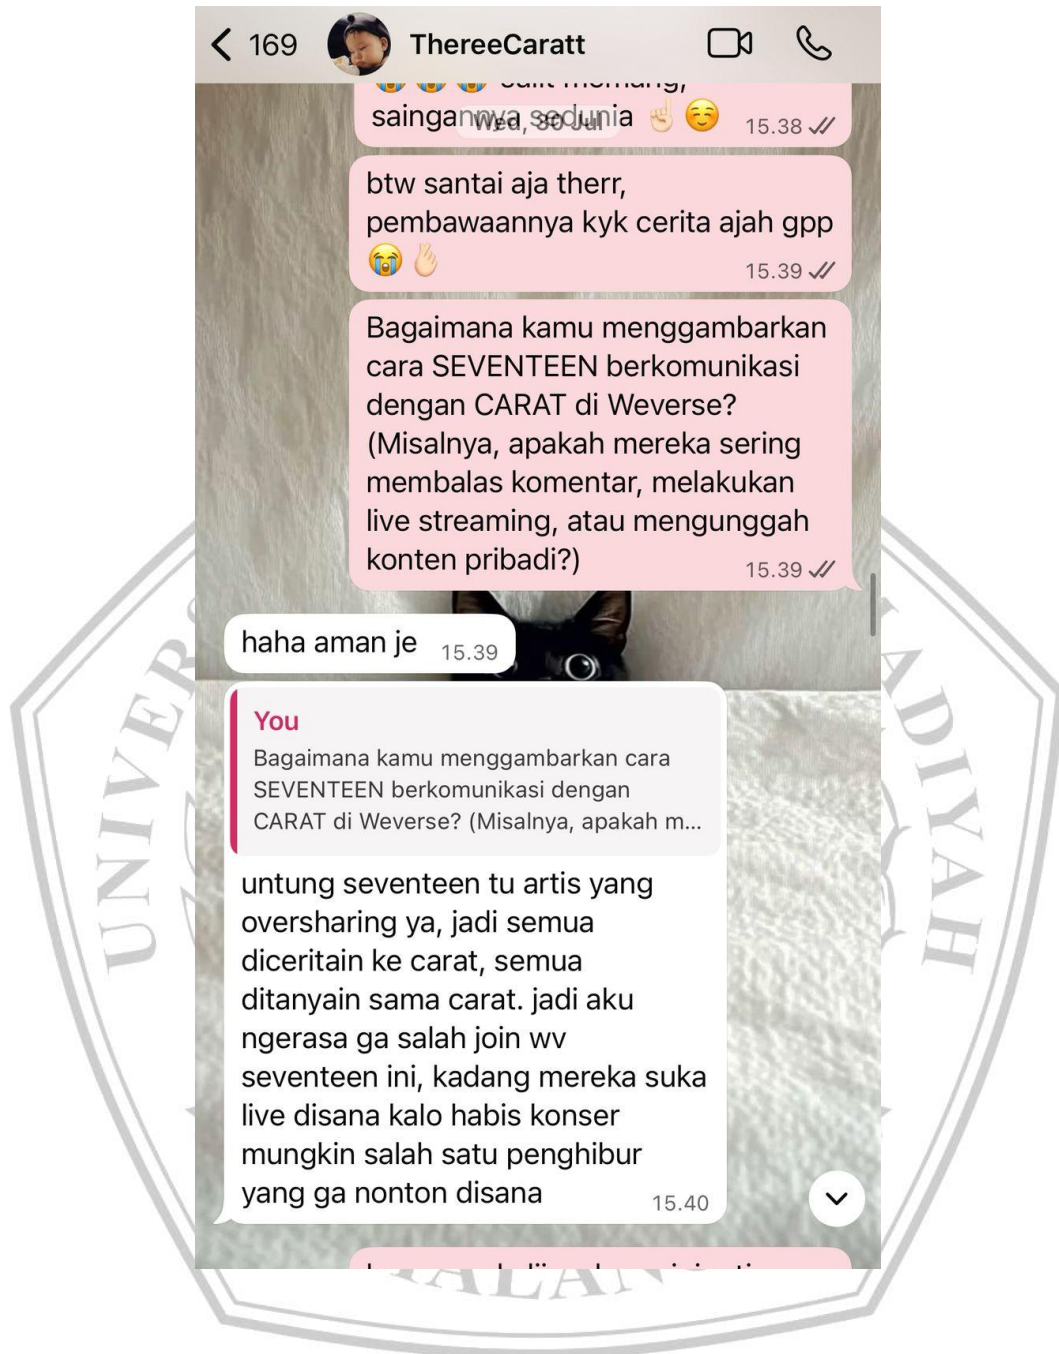 169 ThereeCaratt
saingannya sedunia ☝🏻☺️ 15.38
Wed, 30 Jul
btw santai aja therr,
pembawaannya kyk cerita ajah gpp
😭🫰🏻 15.39
Bagaimana kamu menggambarkan
cara SEVENTEEN berkomunikasi
dengan CARAT di Weverse?
(Misalnya, apakah mereka sering
membalas komentar, melakukan
live streaming, atau mengunggah
konten pribadi?) 15.39
haha aman je 15.39
You
Bagaimana kamu menggambarkan cara
SEVENTEEN berkomunikasi dengan
CARAT di Weverse? (Misalnya, apakah m...
untung seventeen tu artis yang
oversharing ya, jadi semua
diceritain ke carat, semua
ditanyain sama carat. jadi aku
ngerasa ga salah join wv
seventeen ini, kadang mereka suka
live disana kalo habis konser
mungkin salah satu penghibur
yang ga nonton disana 15.40